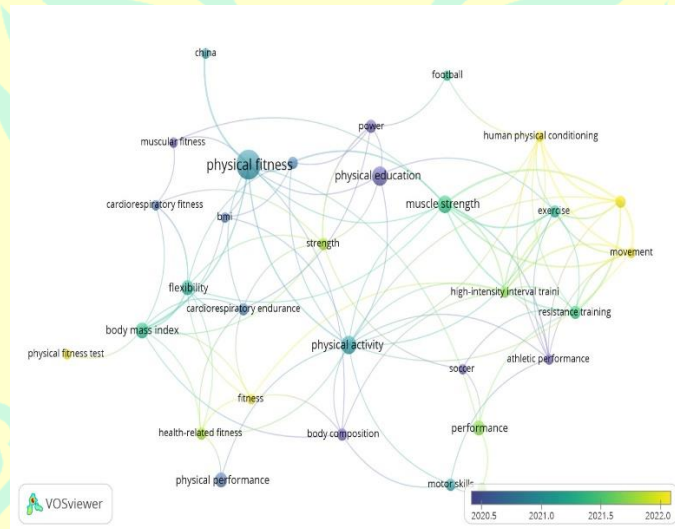 china
football
power
human physical conditioning
muscular fitness
physical fitness
physical education
cardiorespiratory fitness
muscle strength
exercise
bmi
strength
movement
flexibility
high-intensity interval traini
cardiorespiratory endurance
resistance training
body mass index
physical activity
physical fitness test
athletic performance
soccer
fitness
health-related fitness
body composition
performance
physical performance
motor skills
VOSviewer
2020.5 2021.0 2021.5 2022.0